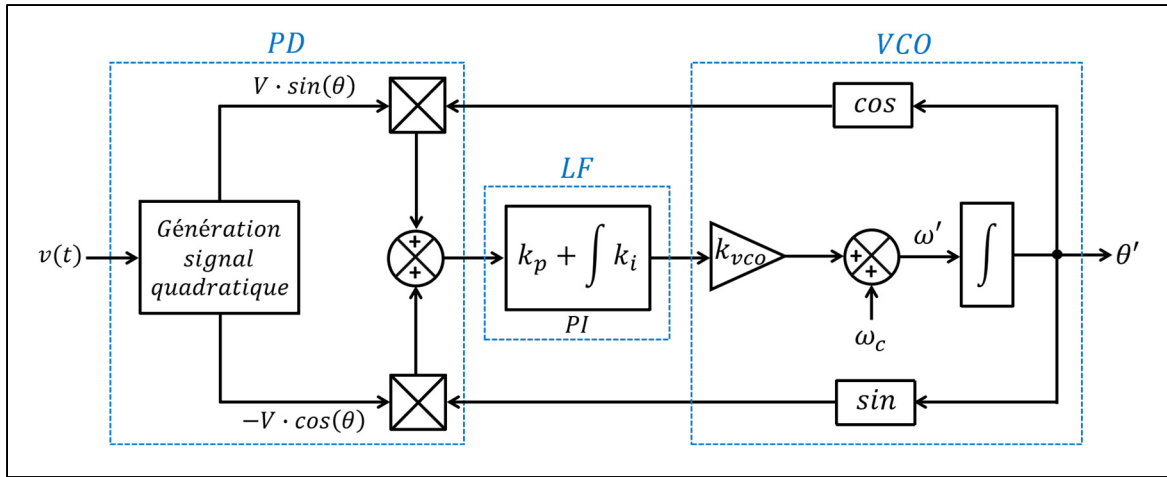 PD
VCO
V · sin(θ)
cos
LF
Génération
signal
quadratique
v(t)
+
+
k_p + ∫ k_i
k_vco
+
+
ω'
∫
θ'
PI
ω_c
−V · cos(θ)
sin